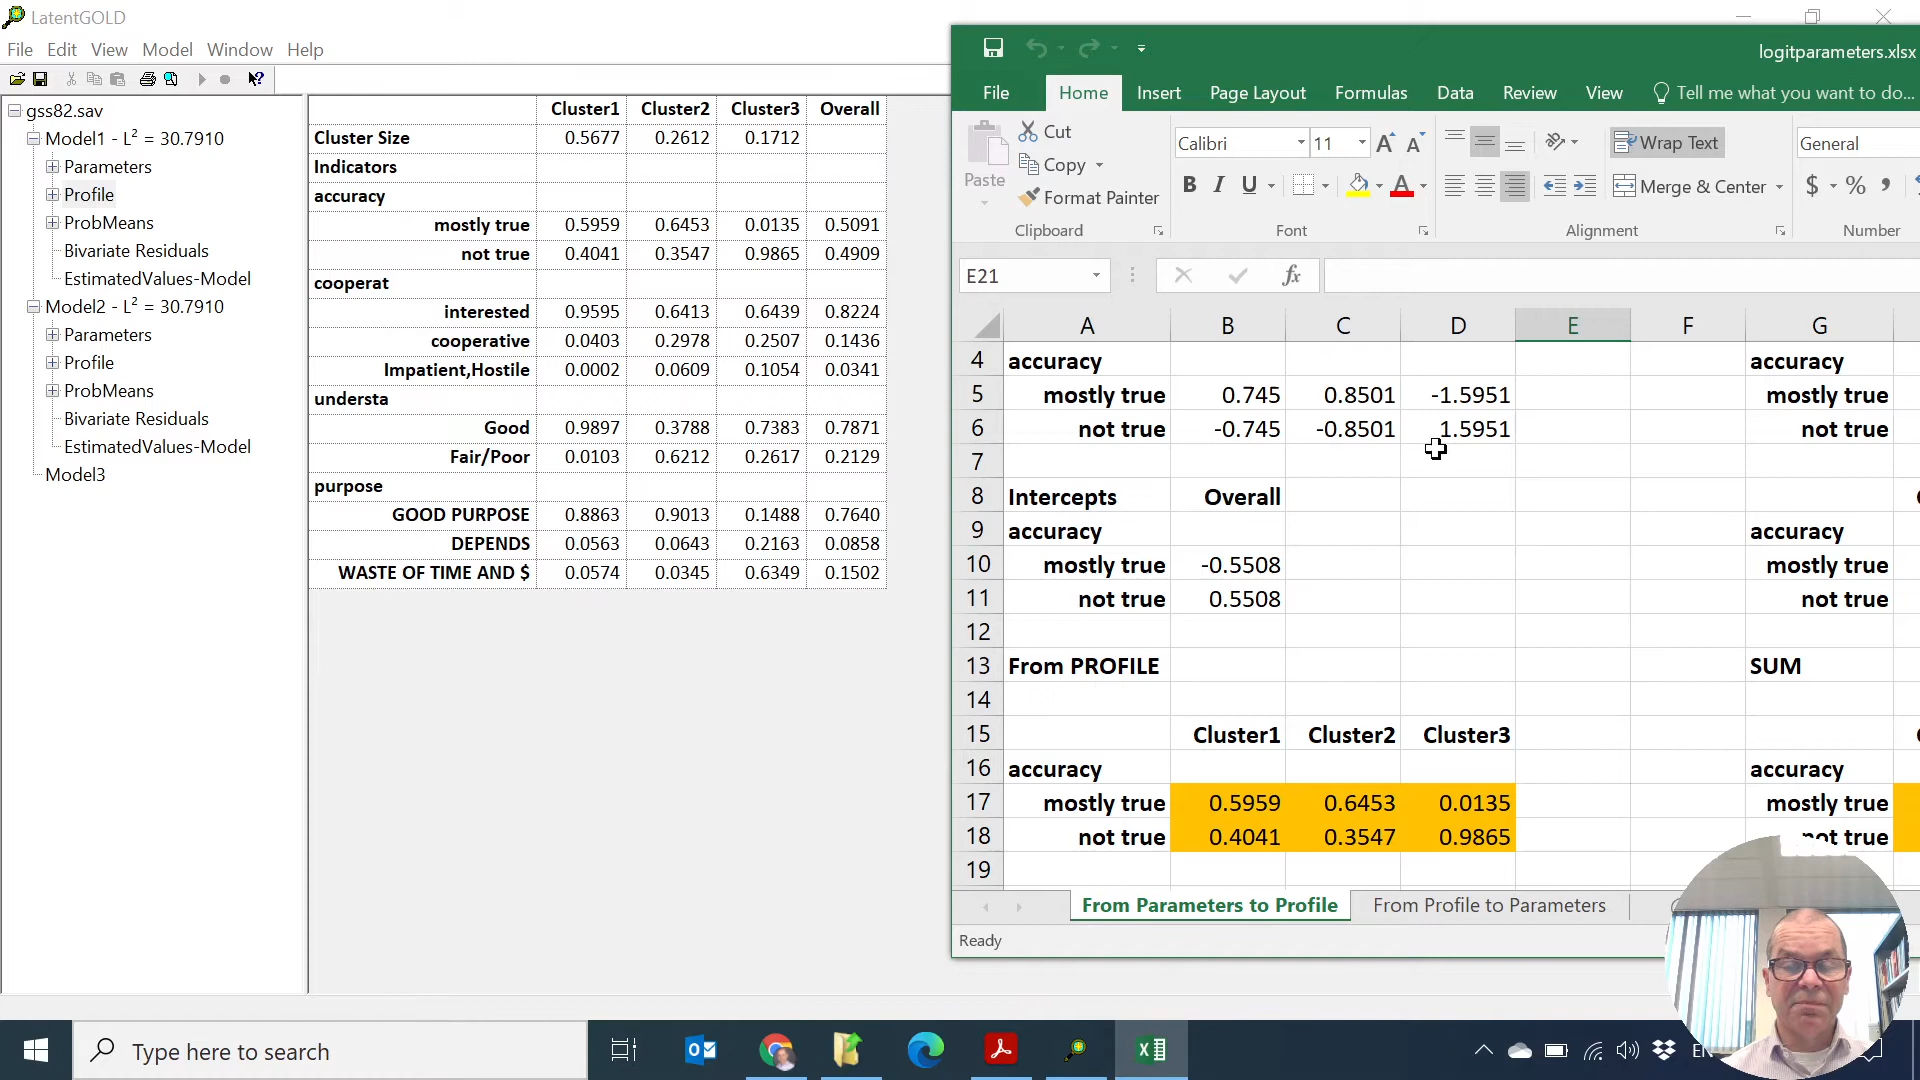 LatentGOLD
File Edit View Model Window Help
gss82.sav
Model1 - L² = 30.7910
Parameters
Profile
ProbMeans
Bivariate Residuals
EstimatedValues-Model
Model2 - L² = 30.7910
Parameters
Profile
ProbMeans
Bivariate Residuals
EstimatedValues-Model
Model3
Cluster1 Cluster2 Cluster3 Overall
Cluster Size 0.5677 0.2612 0.1712
Indicators
accuracy
mostly true 0.5959 0.6453 0.0135 0.5091
not true 0.4041 0.3547 0.9865 0.4909
cooperat
interested 0.9595 0.6413 0.6439 0.8224
cooperative 0.0403 0.2978 0.2507 0.1436
Impatient,Hostile 0.0002 0.0609 0.1054 0.0341
understa
Good 0.9897 0.3788 0.7383 0.7871
Fair/Poor 0.0103 0.6212 0.2617 0.2129
purpose
GOOD PURPOSE 0.8863 0.9013 0.1488 0.7640
DEPENDS 0.0563 0.0643 0.2163 0.0858
WASTE OF TIME AND $ 0.0574 0.0345 0.6349 0.1502
logitparameters.xlsx
File Home Insert Page Layout Formulas Data Review View Tell me what you want to do...
Paste
Cut
Copy
Format Painter
Clipboard
Calibri 11
B I U
Font
Wrap Text
Merge & Center
Alignment
General
$ % ,
Number
E21 fx
A B C D E F G
4 accuracy accuracy
5 mostly true 0.745 0.8501 -1.5951 mostly true
6 not true -0.745 -0.8501 1.5951 not true
7
8 Intercepts Overall
9 accuracy accuracy
10 mostly true -0.5508 mostly true
11 not true 0.5508 not true
12
13 From PROFILE SUM
14
15 Cluster1 Cluster2 Cluster3
16 accuracy accuracy
17 mostly true 0.5959 0.6453 0.0135 mostly true
18 not true 0.4041 0.3547 0.9865 not true
19
From Parameters to Profile From Profile to Parameters
Ready
Type here to search